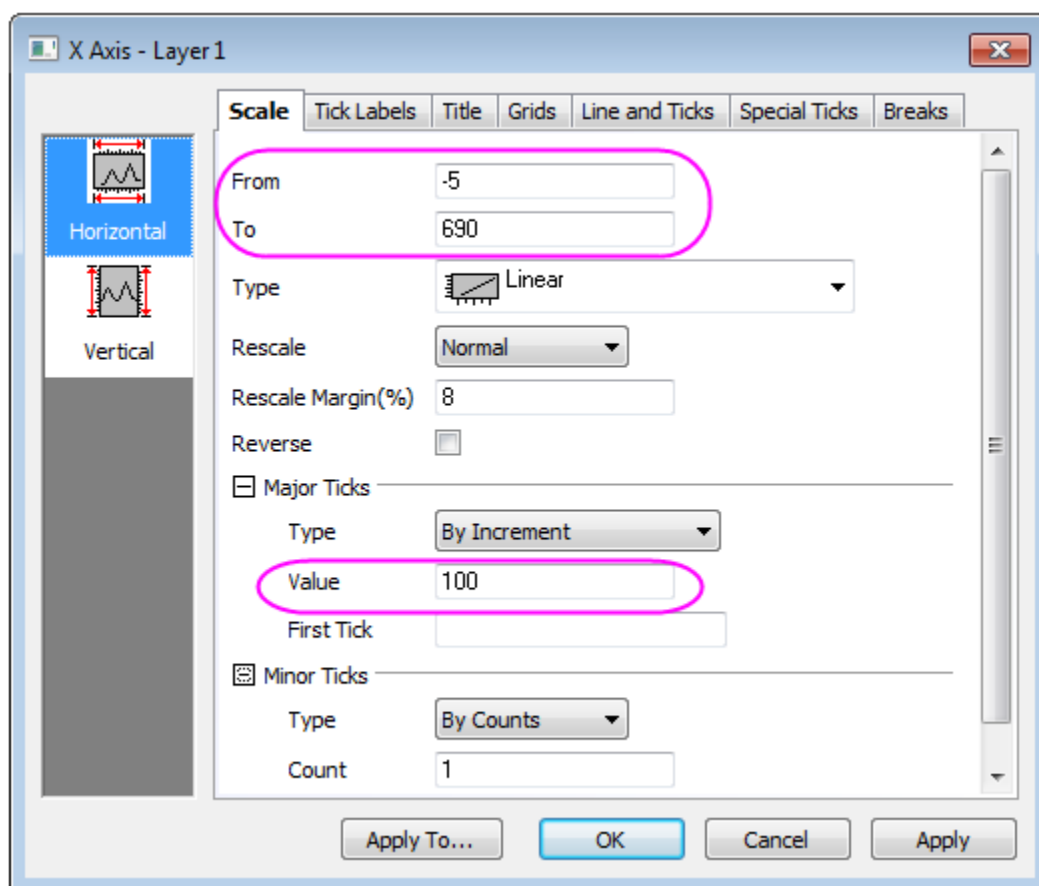 X Axis - Layer 1
Scale Tick Labels Title Grids Line and Ticks Special Ticks Breaks
Horizontal
Vertical
From -5
To 690
Type Linear
Rescale Normal
Rescale Margin(%) 8
Reverse
Major Ticks
Type By Increment
Value 100
First Tick
Minor Ticks
Type By Counts
Count 1
Apply To... OK Cancel Apply